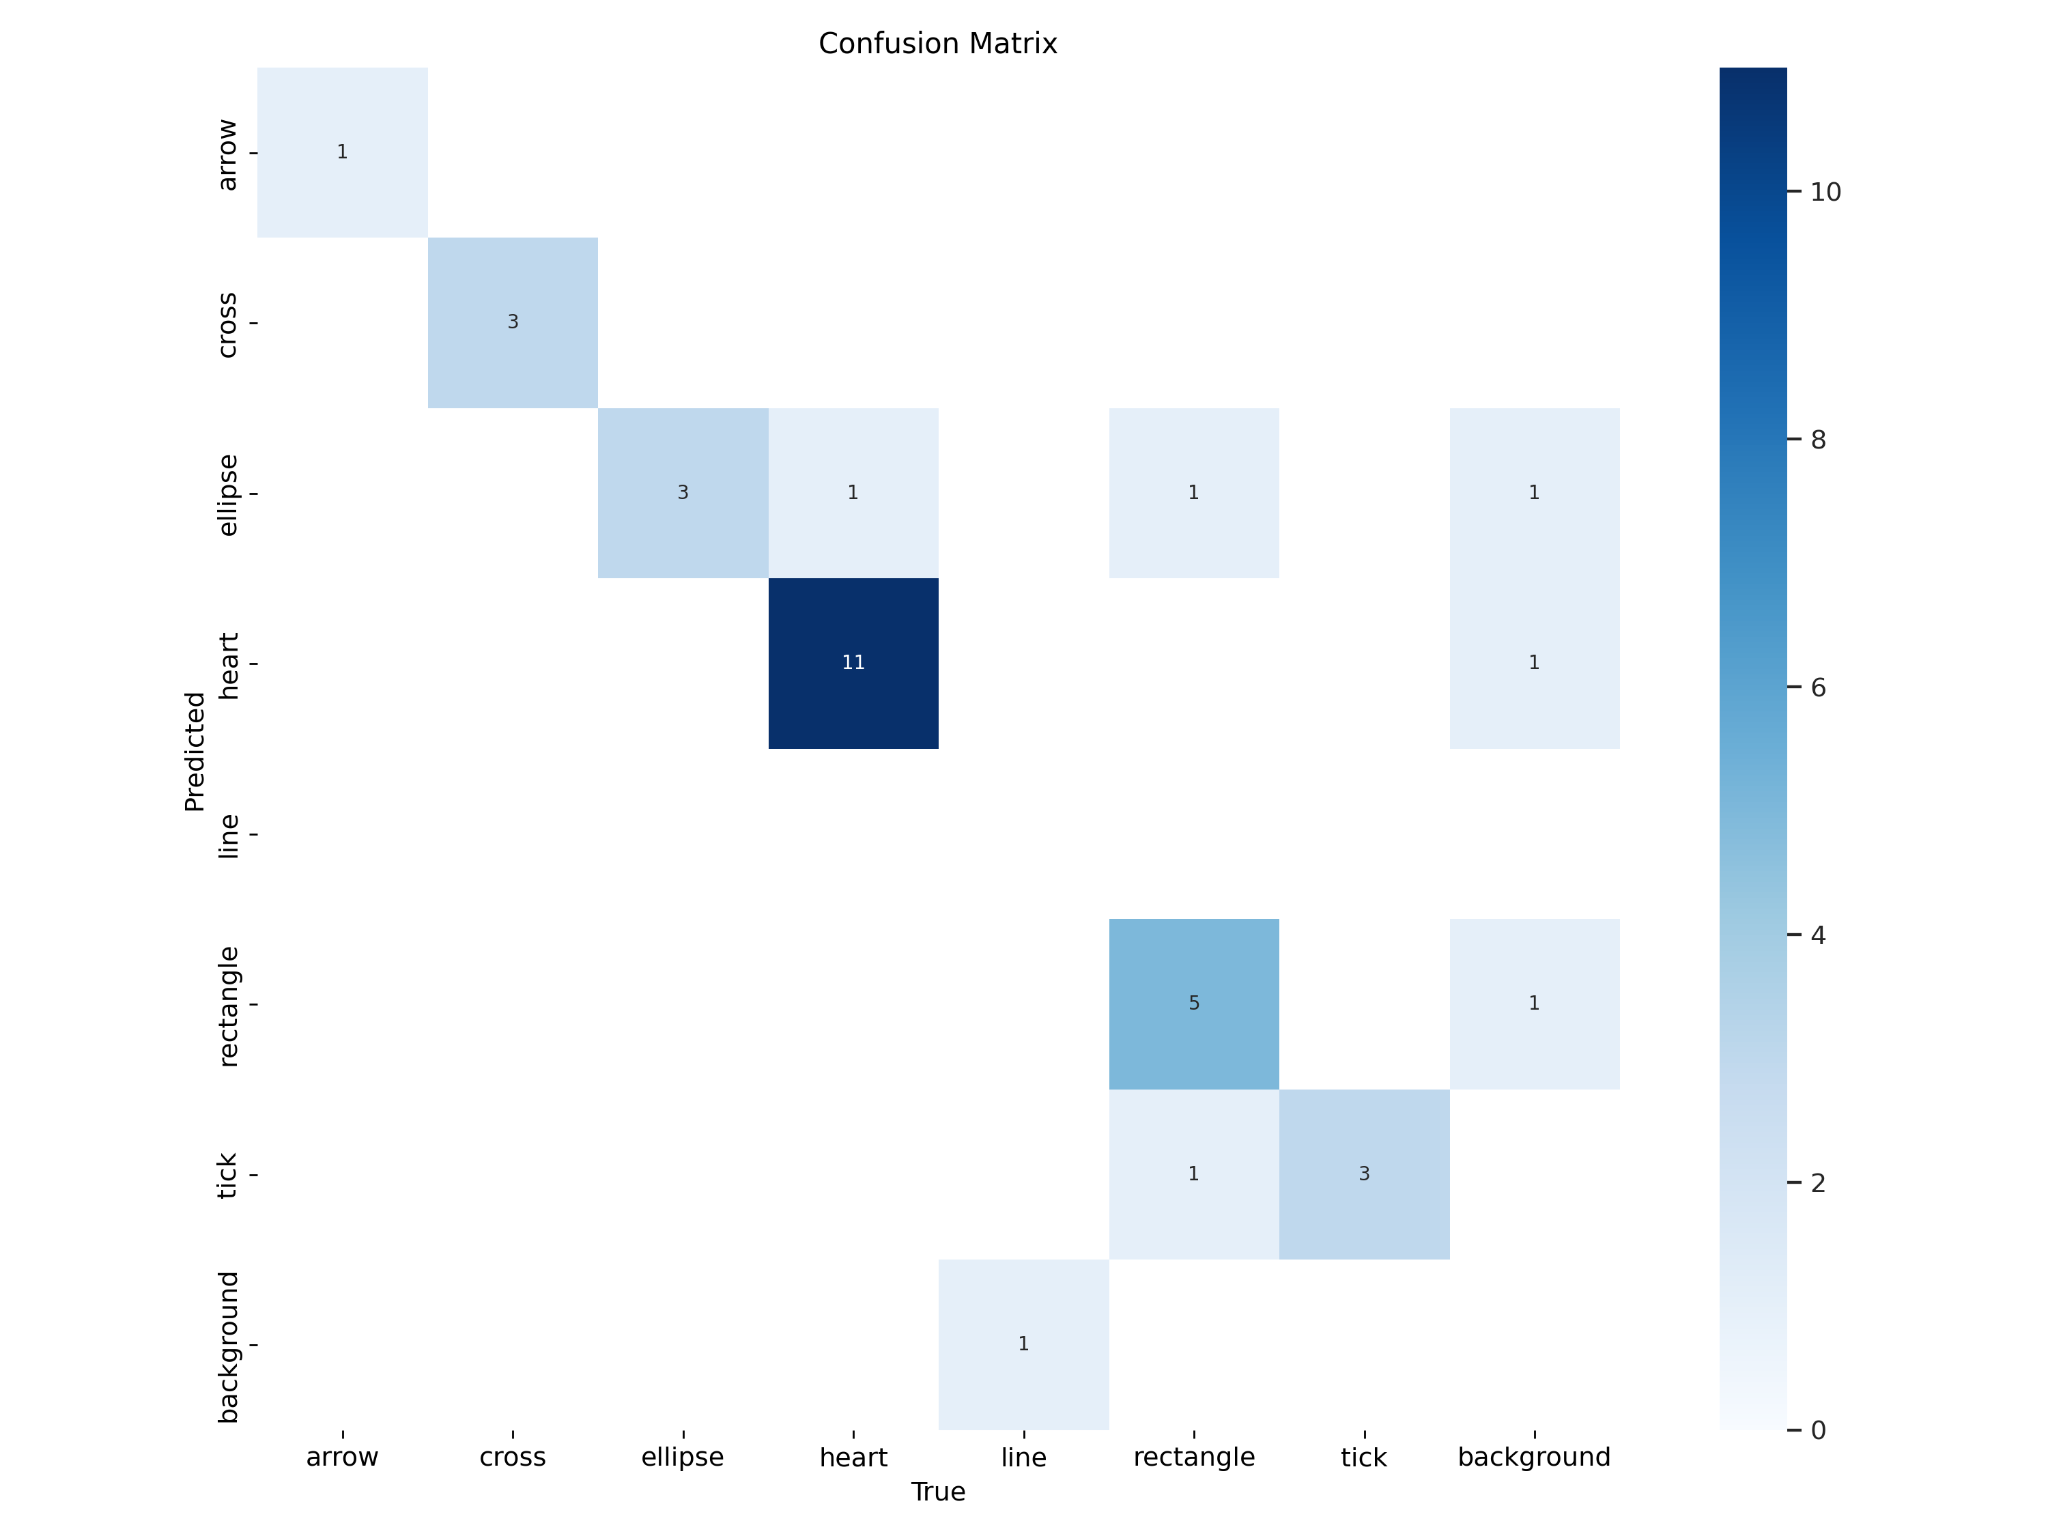 Confusion Matrix
arrow
1
10
cross
3
8
ellipse
3 1 1 1
heart
11 1
6
Predicted
line
4
rectangle
5 1
tick
1 3
2
background
1
0
arrow cross ellipse heart line rectangle tick background
True